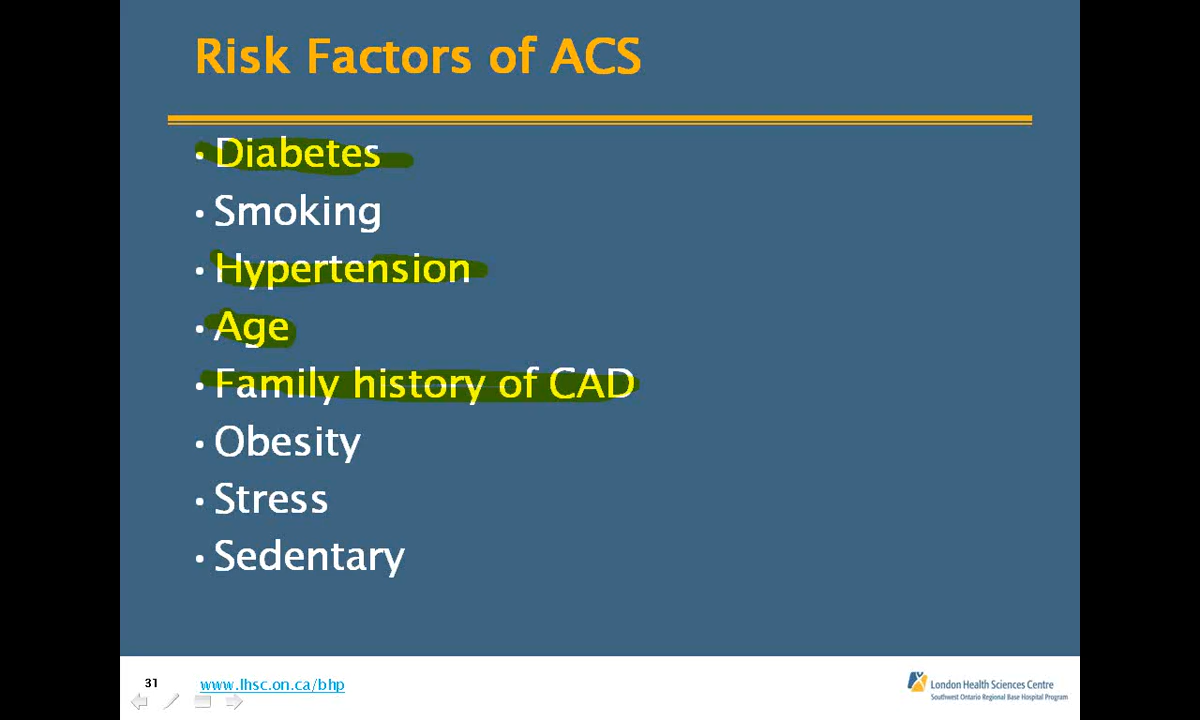 Risk Factors of ACS
• Diabetes
• Smoking
• Hypertension
• Age
• Family history of CAD
• Obesity
• Stress
• Sedentary
31
www.lhsc.on.ca/bhp
London Health Sciences Centre
Southwest Ontario Regional Base Hospital Program